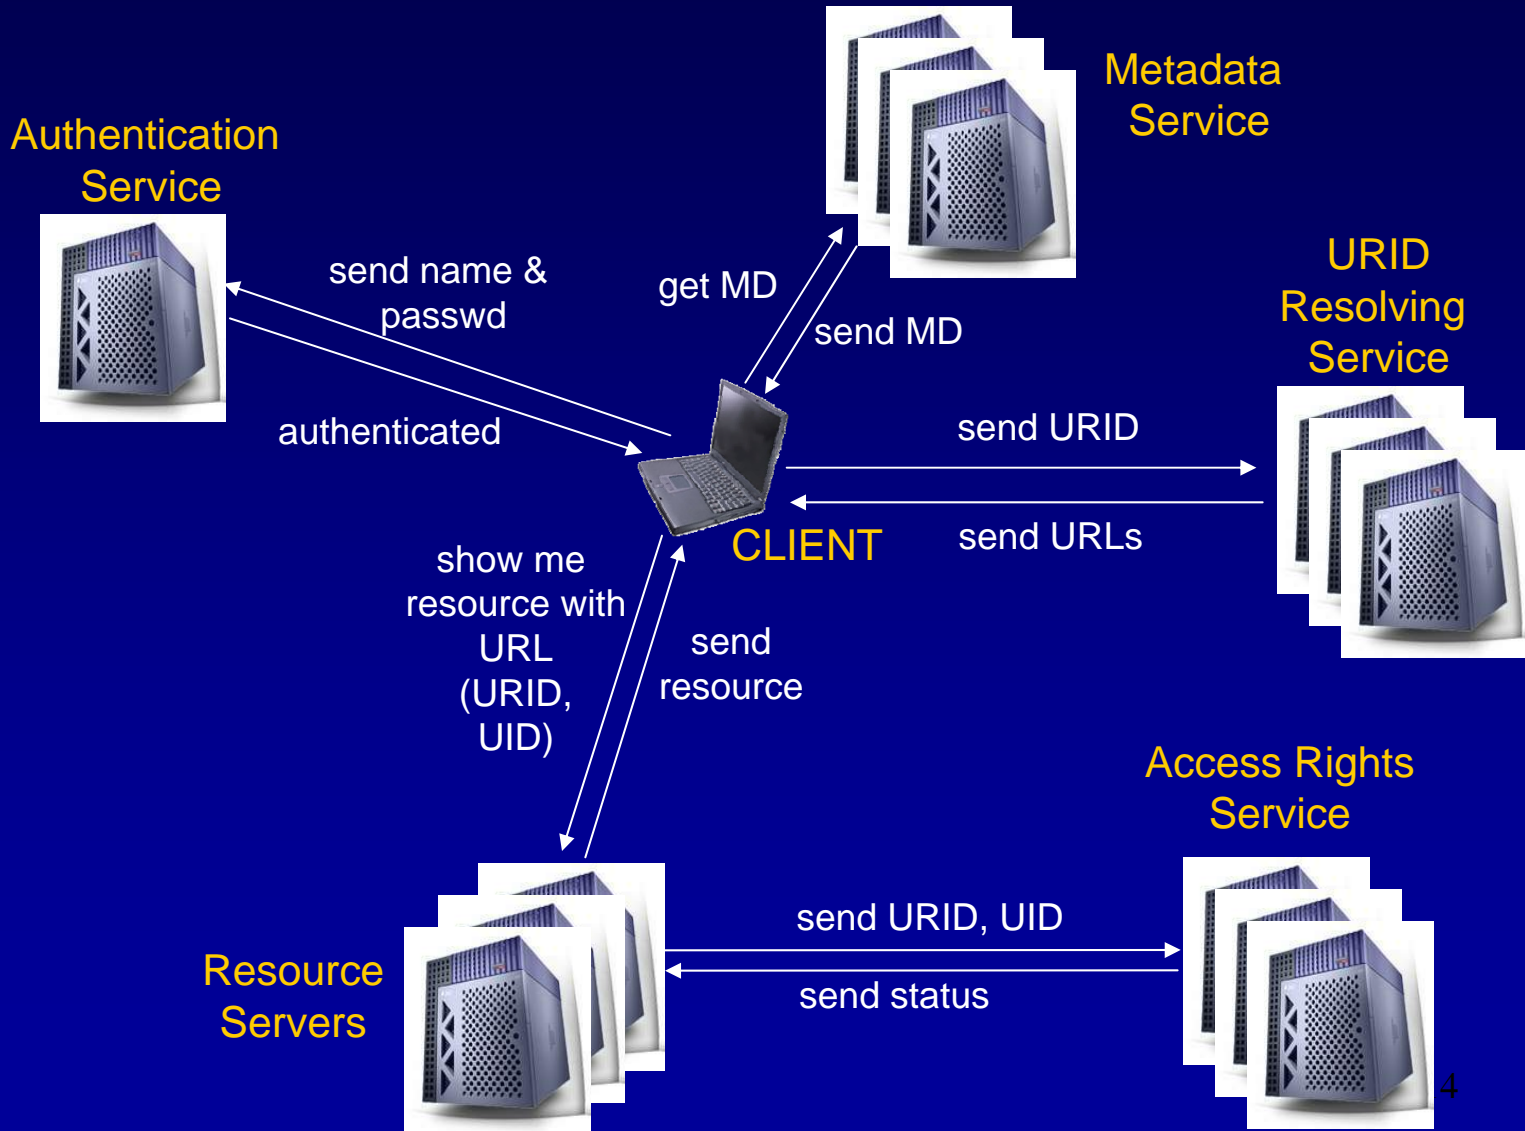 Metadata
Service
Authentication
Service
send name &
passwd
get MD
send MD
URID
Resolving
Service
authenticated
send URID
CLIENT
send URLs
show me
resource with
URL
(URID,
UID)
send
resource
Access Rights
Service
Resource
Servers
send URID, UID
send status
4